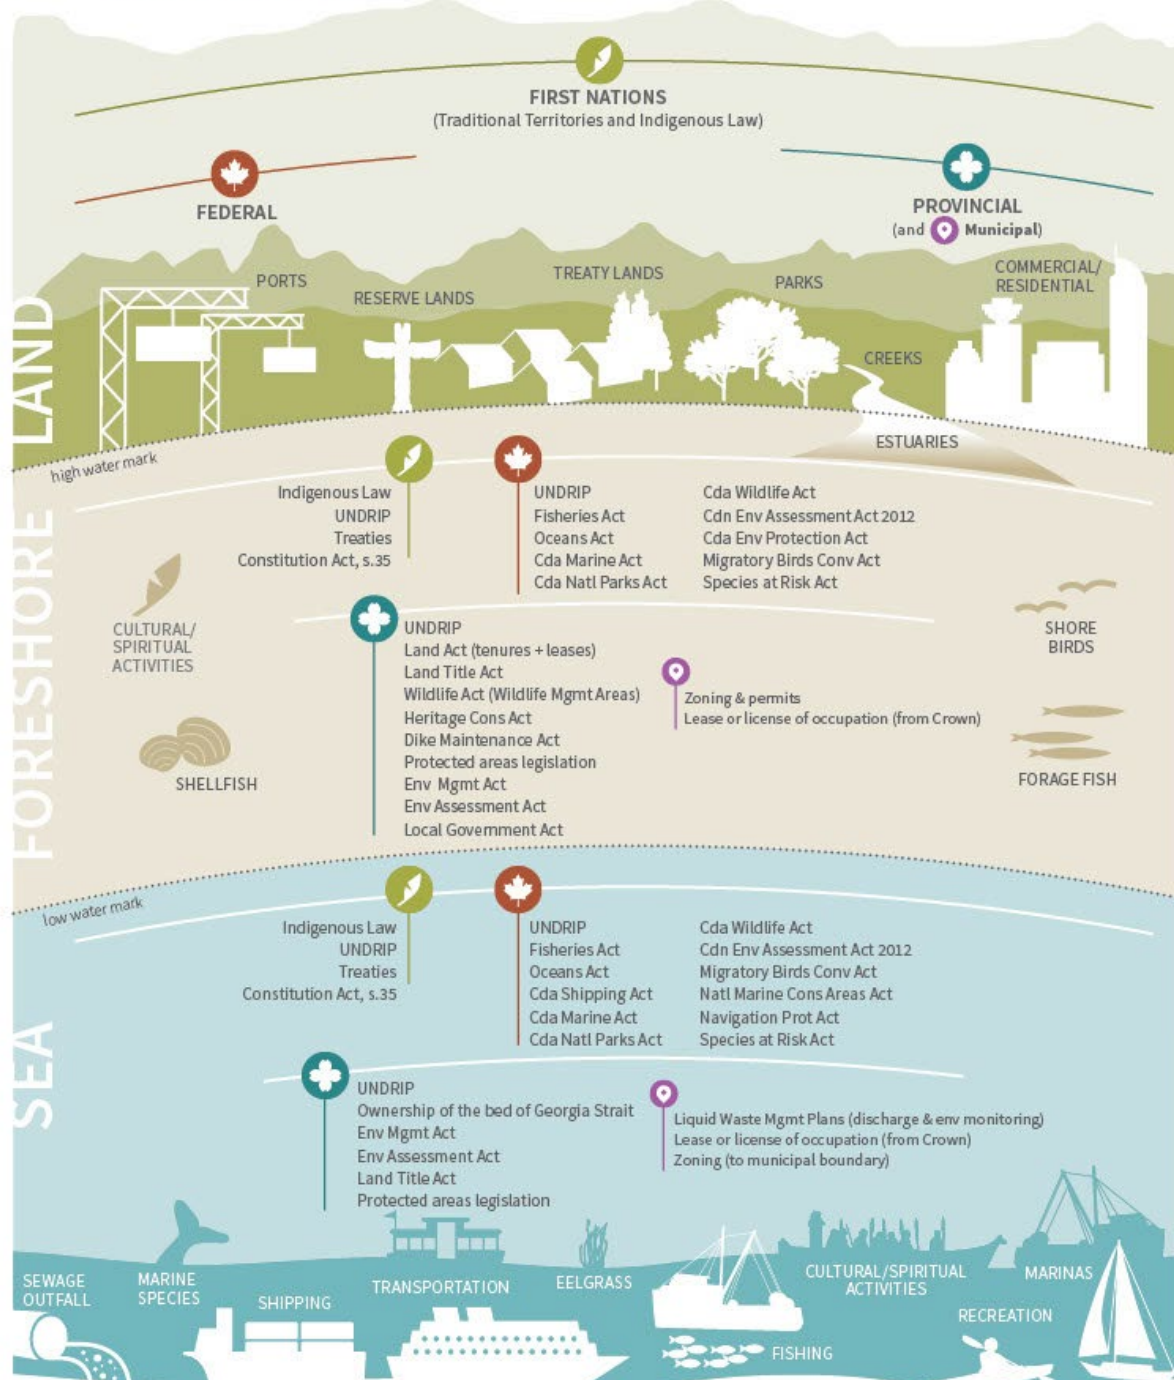 FIRST NATIONS
(Traditional Territories and Indigenous Law)
FEDERAL
PROVINCIAL
(and Municipal)
LAND
PORTS
RESERVE LANDS
TREATY LANDS
PARKS
COMMERCIAL/
RESIDENTIAL
CREEKS
ESTUARIES
high water mark
FORESHORE
Indigenous Law
UNDRIP
Treaties
Constitution Act, s.35
UNDRIP
Fisheries Act
Oceans Act
Cda Marine Act
Cda Natl Parks Act
Cda Wildlife Act
Cdn Env Assessment Act 2012
Cda Env Protection Act
Migratory Birds Conv Act
Species at Risk Act
CULTURAL/
SPIRITUAL
ACTIVITIES
SHELLFISH
UNDRIP
Land Act (tenures + leases)
Land Title Act
Wildlife Act (Wildlife Mgmt Areas)
Heritage Cons Act
Dike Maintenance Act
Protected areas legislation
Env Mgmt Act
Env Assessment Act
Local Government Act
Zoning & permits
Lease or license of occupation (from Crown)
SHORE
BIRDS
FORAGE FISH
low water mark
SEA
Indigenous Law
UNDRIP
Treaties
Constitution Act, s.35
UNDRIP
Fisheries Act
Oceans Act
Cda Shipping Act
Cda Marine Act
Cda Natl Parks Act
Cda Wildlife Act
Cdn Env Assessment Act 2012
Migratory Birds Conv Act
Natl Marine Cons Areas Act
Navigation Prot Act
Species at Risk Act
UNDRIP
Ownership of the bed of Georgia Strait
Env Mgmt Act
Env Assessment Act
Land Title Act
Protected areas legislation
Liquid Waste Mgmt Plans (discharge & env monitoring)
Lease or license of occupation (from Crown)
Zoning (to municipal boundary)
SEWAGE
OUTFALL
MARINE
SPECIES
SHIPPING
TRANSPORTATION
EELGRASS
FISHING
CULTURAL/SPIRITUAL
ACTIVITIES
RECREATION
MARINAS